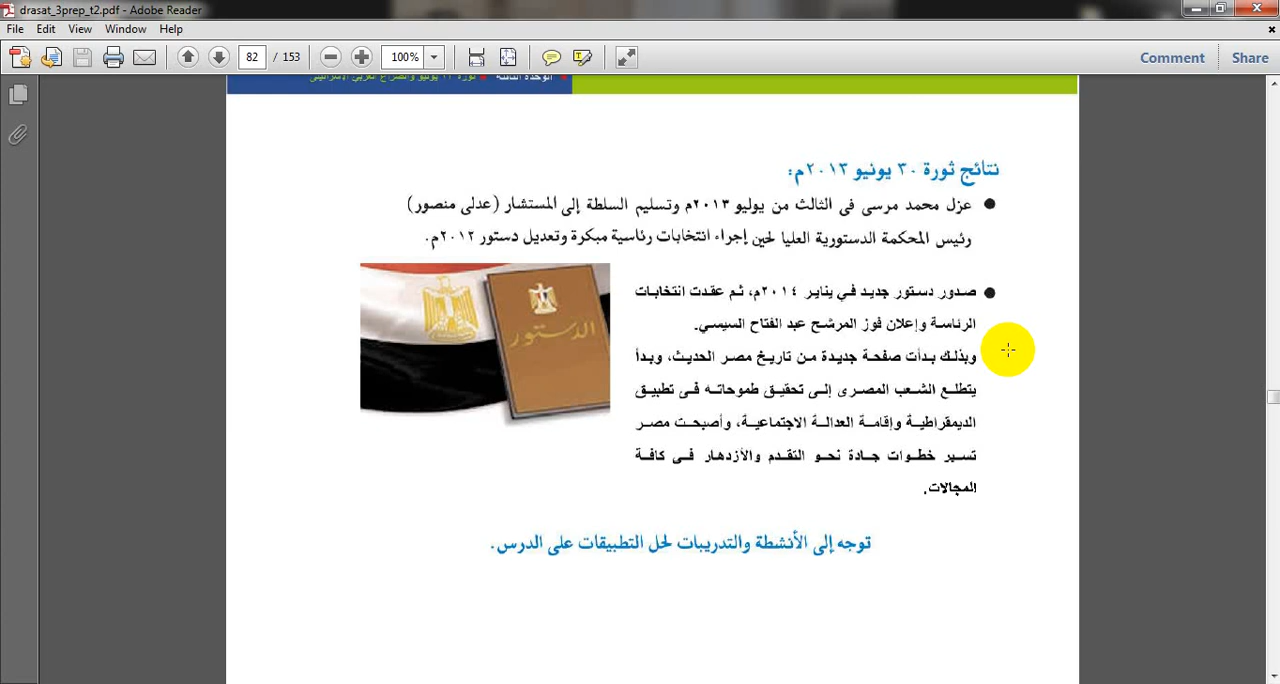 drasat_3prep_t2.pdf - Adobe Reader
File Edit View Window Help
82 / 153 100% Comment Share
الوحدة الثالثة
نتائج ثورة ٣٠ يونيو ٢٠١٣م:
عزل محمد مرسى فى الثالث من يوليو ٢٠١٣م وتسليم السلطة إلى المستشار (عدلى منصور)
رئيس المحكمة الدستورية العليا لحين إجراء انتخابات رئاسية مبكرة وتعديل دستور ٢٠١٢م.
صدور دستور جديد في يناير ٢٠١٤م، ثم عقدت انتخابات
الرئاسة وإعلان فوز المرشح عبد الفتاح السيسي.
وبذلك بدأت صفحة جديدة من تاريخ مصر الحديث، وبدأ
يتطلع الشعب المصرى إلى تحقيق طموحاته فى تطبيق
الديمقراطية وإقامة العدالة الاجتماعية، وأصبحت مصر
تسير خطوات جادة نحو التقدم والأزدهار فى كافة
المجالات.
الدستور
توجه إلى الأنشطة والتدريبات لحل التطبيقات على الدرس.